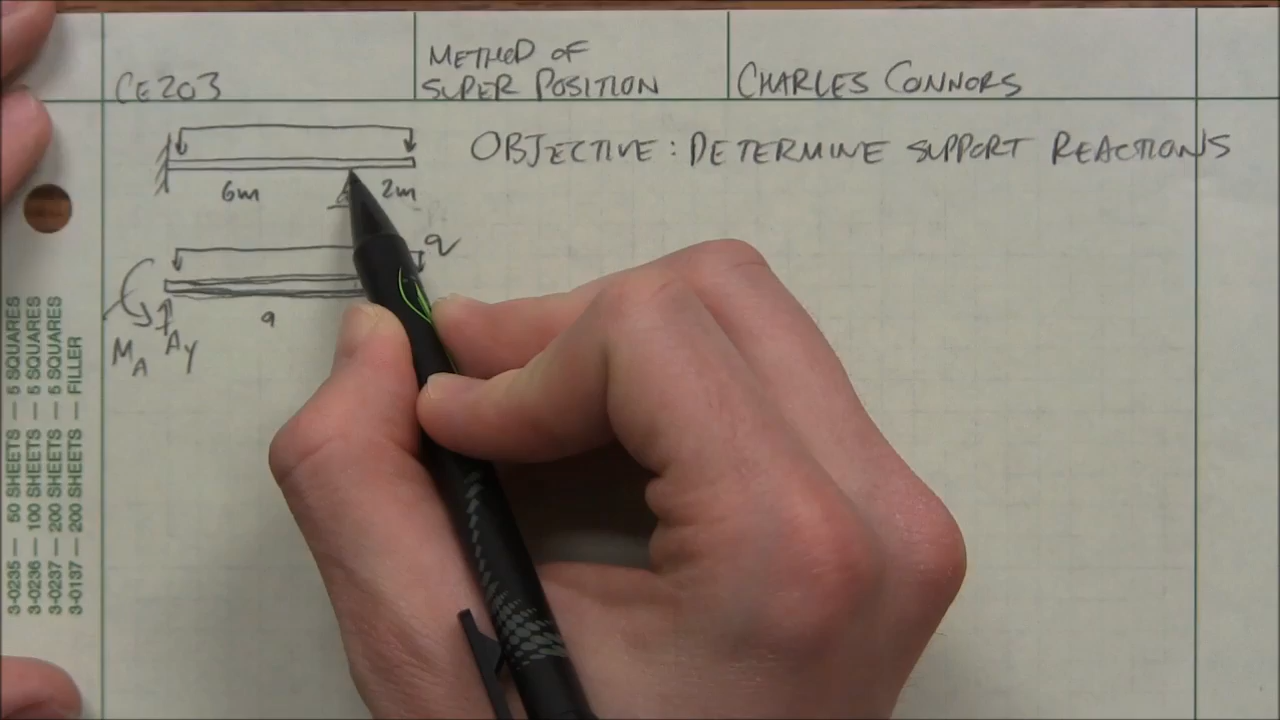 CE203
METHOD OF
SUPER POSITION
CHARLES CONNORS
OBJECTIVE: DETERMINE SUPPORT REACTIONS
6m
2m
q
a
MA
Ay
3-0235 — 50 SHEETS — 5 SQUARES
3-0236 — 100 SHEETS — 5 SQUARES
3-0237 — 200 SHEETS — 5 SQUARES
3-0137 — 200 SHEETS — FILLER